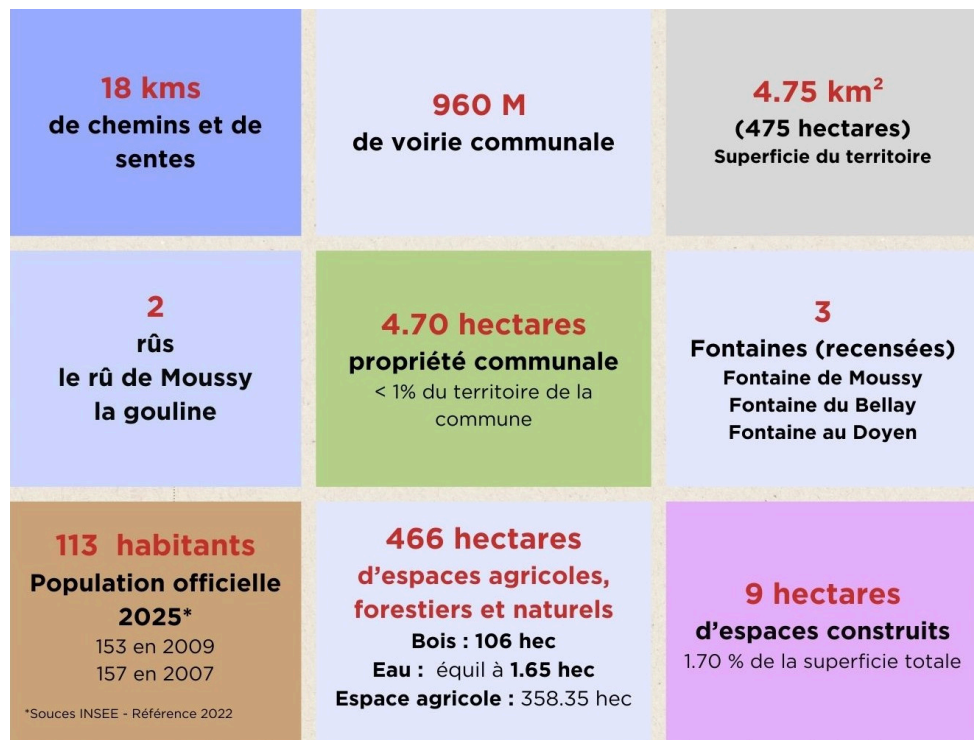 18 kms
de chemins et de
sentes
960 M
de voirie communale
4.75 km²
(475 hectares)
Superficie du territoire
2
rûs
le rû de Moussy
la gouline
4.70 hectares
propriété communale
< 1% du territoire de la
commune
3
Fontaines (recensées)
Fontaine de Moussy
Fontaine du Bellay
Fontaine au Doyen
113 habitants
Population officielle
2025*
153 en 2009
157 en 2007
*Souces INSEE - Référence 2022
466 hectares
d'espaces agricoles,
forestiers et naturels
Bois : 106 hec
Eau : équil à 1.65 hec
Espace agricole : 358.35 hec
9 hectares
d'espaces construits
1.70 % de la superficie totale